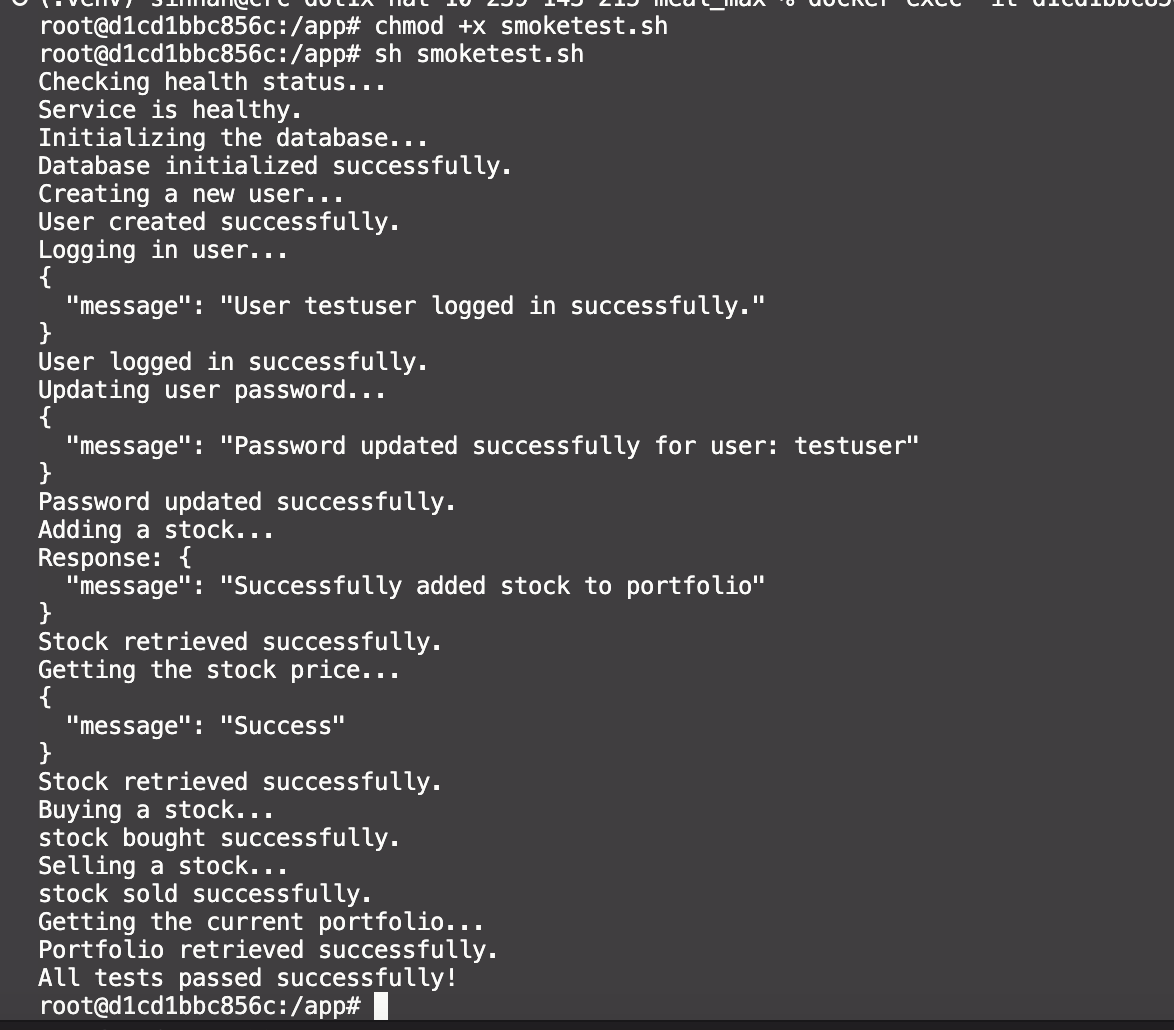 root@d1cd1bbc856c:/app# chmod +x smoketest.sh
root@d1cd1bbc856c:/app# sh smoketest.sh
Checking health status...
Service is healthy.
Initializing the database...
Database initialized successfully.
Creating a new user...
User created successfully.
Logging in user...
{
  "message": "User testuser logged in successfully."
}
User logged in successfully.
Updating user password...
{
  "message": "Password updated successfully for user: testuser"
}
Password updated successfully.
Adding a stock...
Response: {
  "message": "Successfully added stock to portfolio"
}
Stock retrieved successfully.
Getting the stock price...
{
  "message": "Success"
}
Stock retrieved successfully.
Buying a stock...
stock bought successfully.
Selling a stock...
stock sold successfully.
Getting the current portfolio...
Portfolio retrieved successfully.
All tests passed successfully!
root@d1cd1bbc856c:/app#